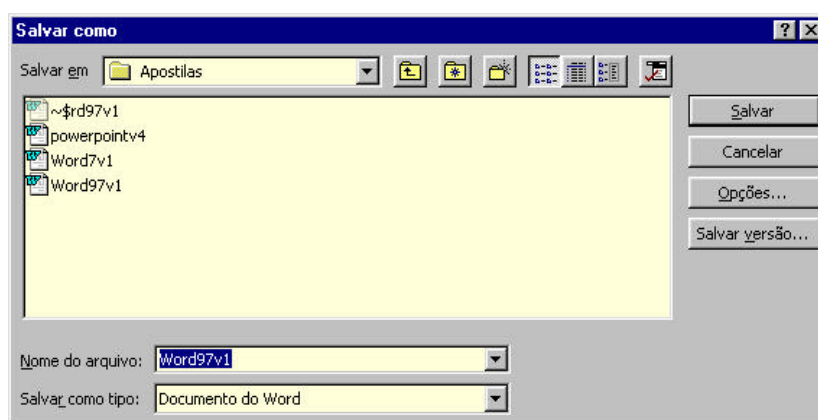 Salvar como
Salvar em Apostilas
~$rd97v1
powerpointv4
Word7v1
Word97v1
Salvar
Cancelar
Opções...
Salvar versão...
Nome do arquivo: Word97v1
Salvar como tipo: Documento do Word